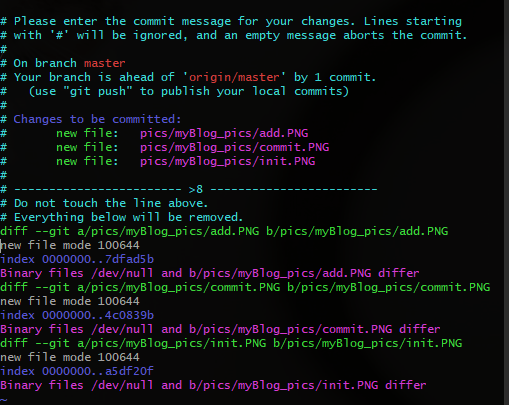 # Please enter the commit message for your changes. Lines starting
# with '#' will be ignored, and an empty message aborts the commit.
#
# On branch master
# Your branch is ahead of 'origin/master' by 1 commit.
#   (use "git push" to publish your local commits)
#
# Changes to be committed:
#       new file:   pics/myBlog_pics/add.PNG
#       new file:   pics/myBlog_pics/commit.PNG
#       new file:   pics/myBlog_pics/init.PNG
#
# ------------------------ >8 ------------------------
# Do not touch the line above.
# Everything below will be removed.
diff --git a/pics/myBlog_pics/add.PNG b/pics/myBlog_pics/add.PNG
new file mode 100644
index 0000000..7dfad5b
Binary files /dev/null and b/pics/myBlog_pics/add.PNG differ
diff --git a/pics/myBlog_pics/commit.PNG b/pics/myBlog_pics/commit.PNG
new file mode 100644
index 0000000..4c0839b
Binary files /dev/null and b/pics/myBlog_pics/commit.PNG differ
diff --git a/pics/myBlog_pics/init.PNG b/pics/myBlog_pics/init.PNG
new file mode 100644
index 0000000..a5df20f
Binary files /dev/null and b/pics/myBlog_pics/init.PNG differ
~